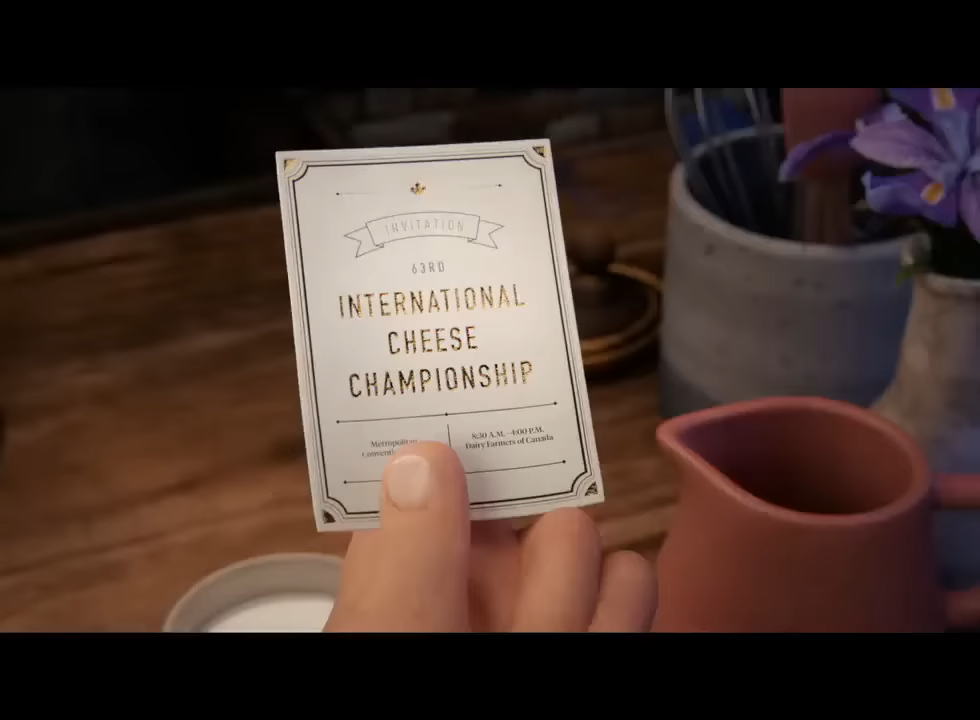 INVITATION
63RD
INTERNATIONAL
CHEESE
CHAMPIONSHIP
Metropolitan
8:30 A.M. - 4:00 P.M.
Dairy Farmers of Canada